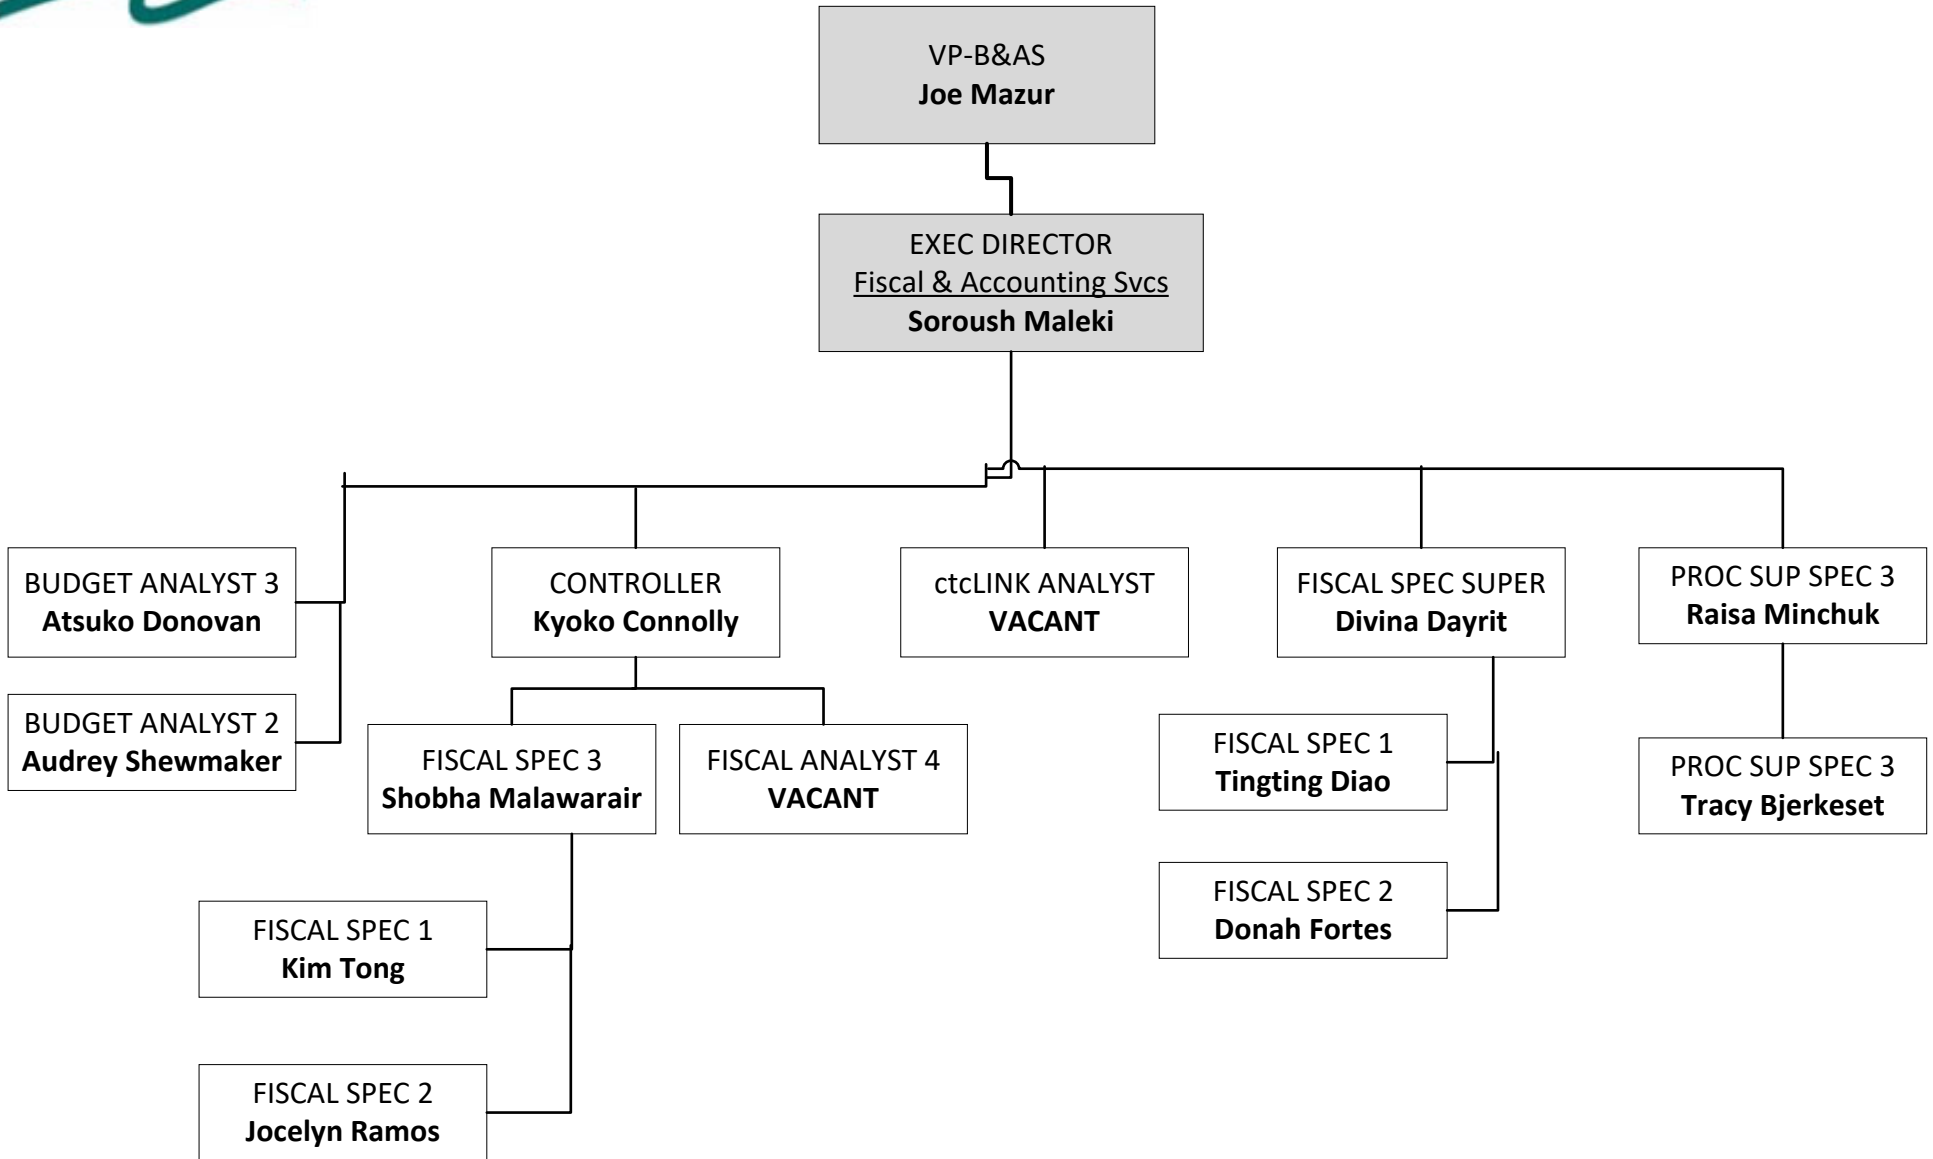 VP-B&AS
Joe Mazur
EXEC DIRECTOR
Fiscal & Accounting Svcs
Soroush Maleki
BUDGET ANALYST 3
Atsuko Donovan
BUDGET ANALYST 2
Audrey Shewmaker
CONTROLLER
Kyoko Connolly
FISCAL SPEC 3
Shobha Malawarair
FISCAL ANALYST 4
VACANT
FISCAL SPEC 1
Kim Tong
FISCAL SPEC 2
Jocelyn Ramos
ctcLINK ANALYST
VACANT
FISCAL SPEC SUPER
Divina Dayrit
FISCAL SPEC 1
Tingting Diao
FISCAL SPEC 2
Donah Fortes
PROC SUP SPEC 3
Raisa Minchuk
PROC SUP SPEC 3
Tracy Bjerkeset